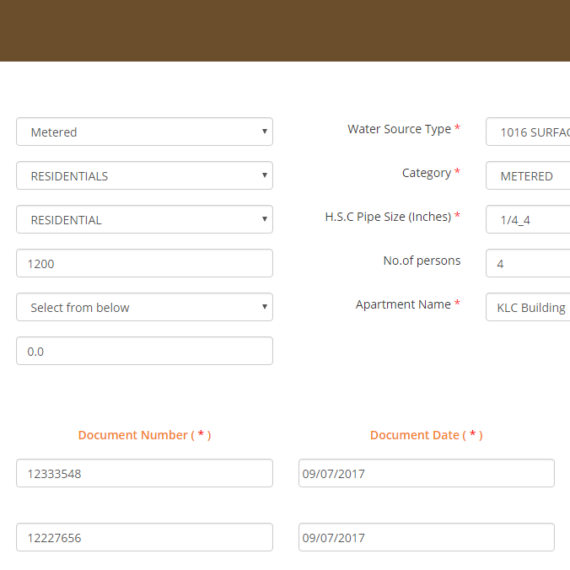 Metered Water Source Type * 1016 SURFAC
RESIDENTIALS Category * METERED
RESIDENTIAL H.S.C Pipe Size (Inches) * 1/4_4
1200 No.of persons 4
Select from below Apartment Name * KLC Building
0.0
Document Number ( * ) Document Date ( * )
12333548 09/07/2017
12227656 09/07/2017